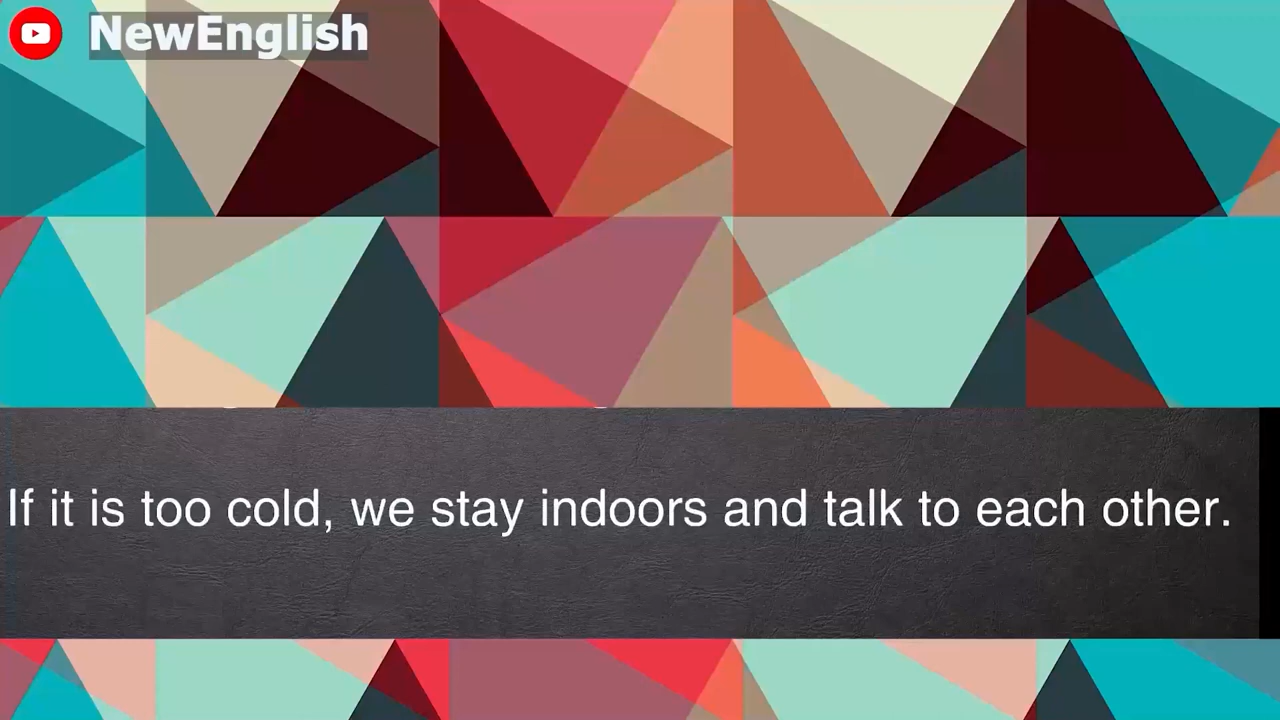 NewEnglish
If it is too cold, we stay indoors and talk to each other.